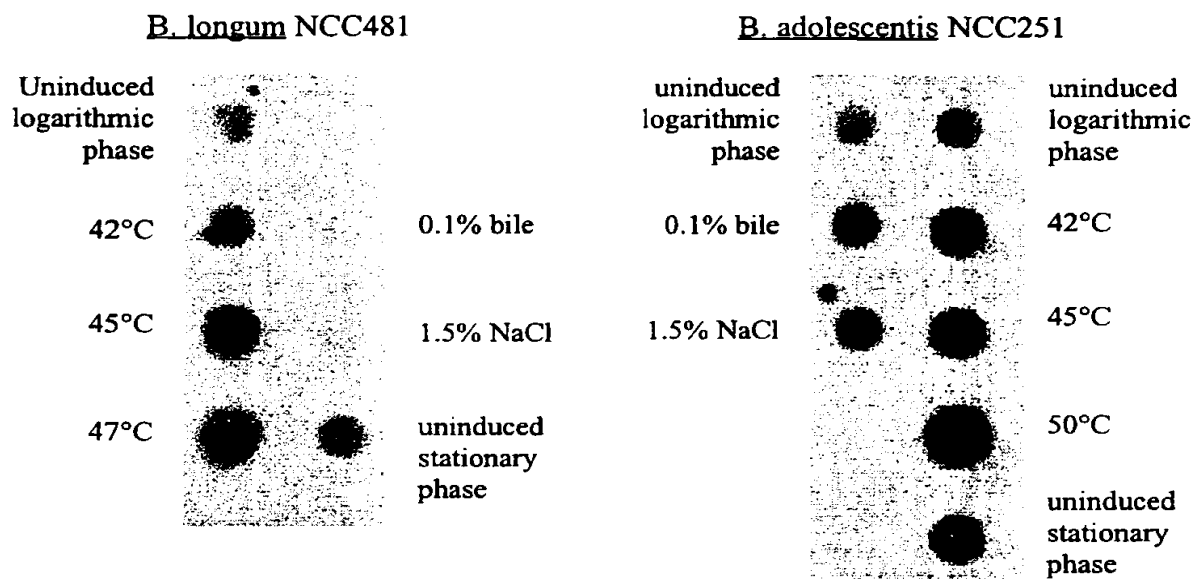 B. longum NCC481
Uninduced
logarithmic
phase
42°C
45°C
47°C
0.1% bile
1.5% NaCl
uninduced
stationary
phase
B. adolescentis NCC251
uninduced
logarithmic
phase
0.1% bile
1.5% NaCl
uninduced
logarithmic
phase
42°C
45°C
50°C
uninduced
stationary
phase